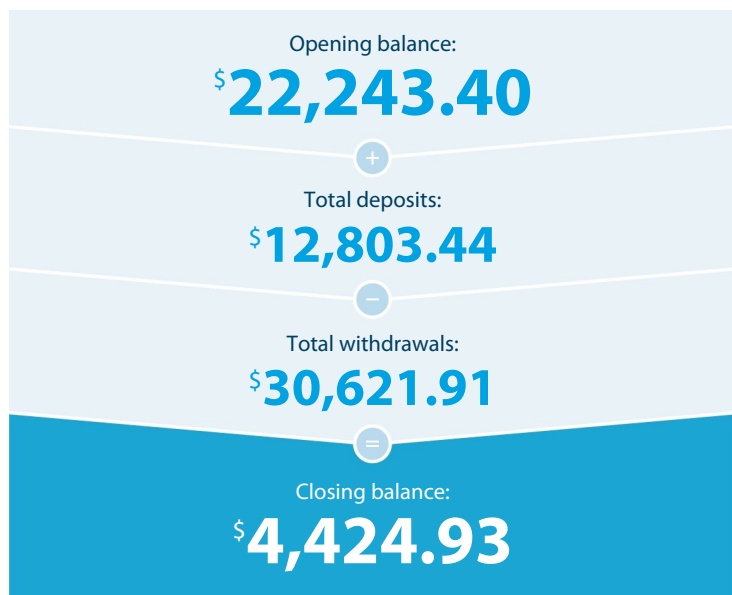 Opening balance:
$22,243.40
+
Total deposits:
$12,803.44
−
Total withdrawals:
$30,621.91
=
Closing balance:
$4,424.93